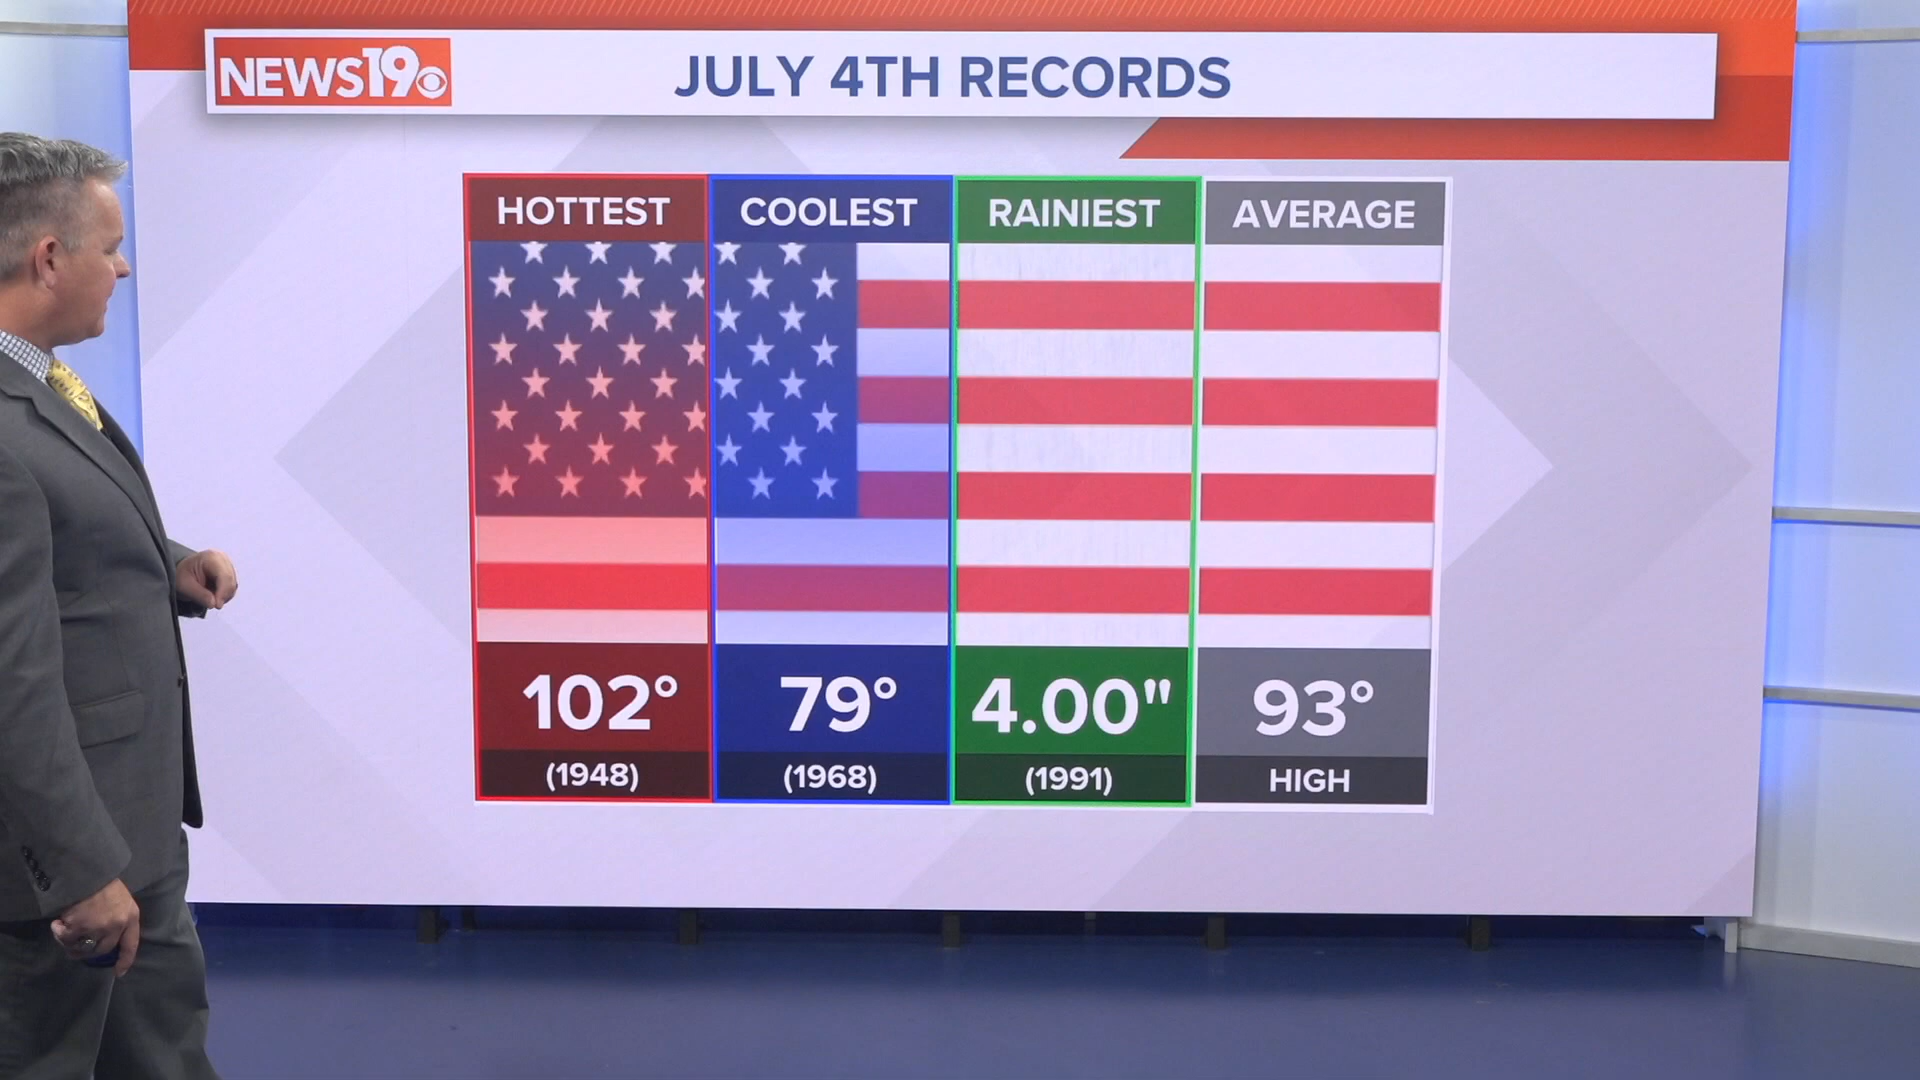 NEWS19
JULY 4TH RECORDS
HOTTEST
COOLEST
RAINIEST
AVERAGE
102°
79°
4.00"
93°
(1948)
(1968)
(1991)
HIGH